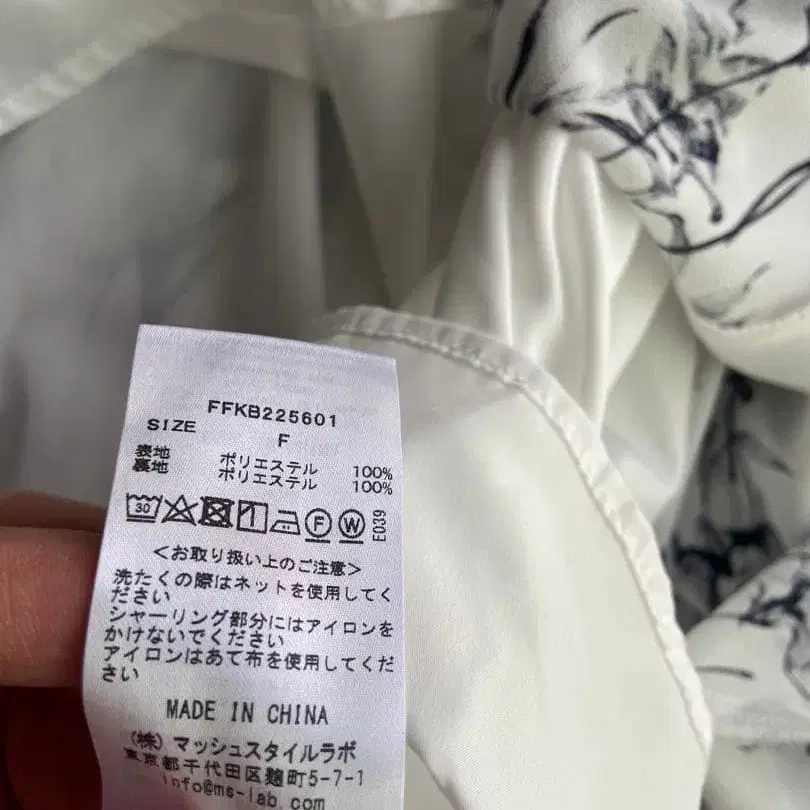 FFKB225601
SIZE F
表地 ポリエステル 100%
裏地 ポリエステル 100%
30 F W E039
<お取り扱い上のご注意>
洗たくの際はネットを使用してく
ださい
シャーリング部分にはアイロンを
かけないでください
アイロンはあて布を使用してくだ
さい
MADE IN CHINA
(株)マッシュスタイルラボ
東京都千代田区麹町5-7-1
info@ms-lab.com